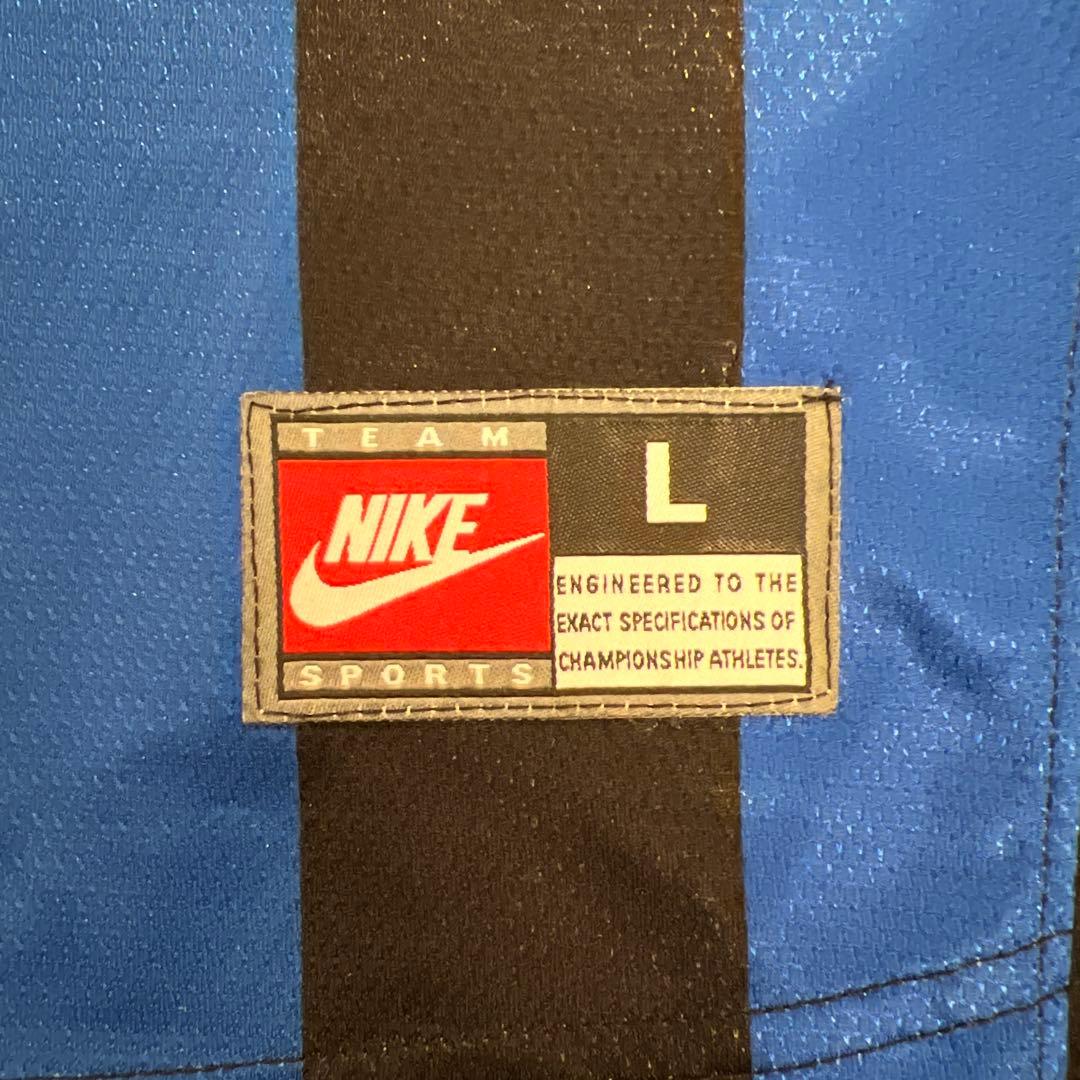 TEAM
NIKE
SPORTS
L
ENGINEERED TO THE
EXACT SPECIFICATIONS OF
CHAMPIONSHIP ATHLETES.